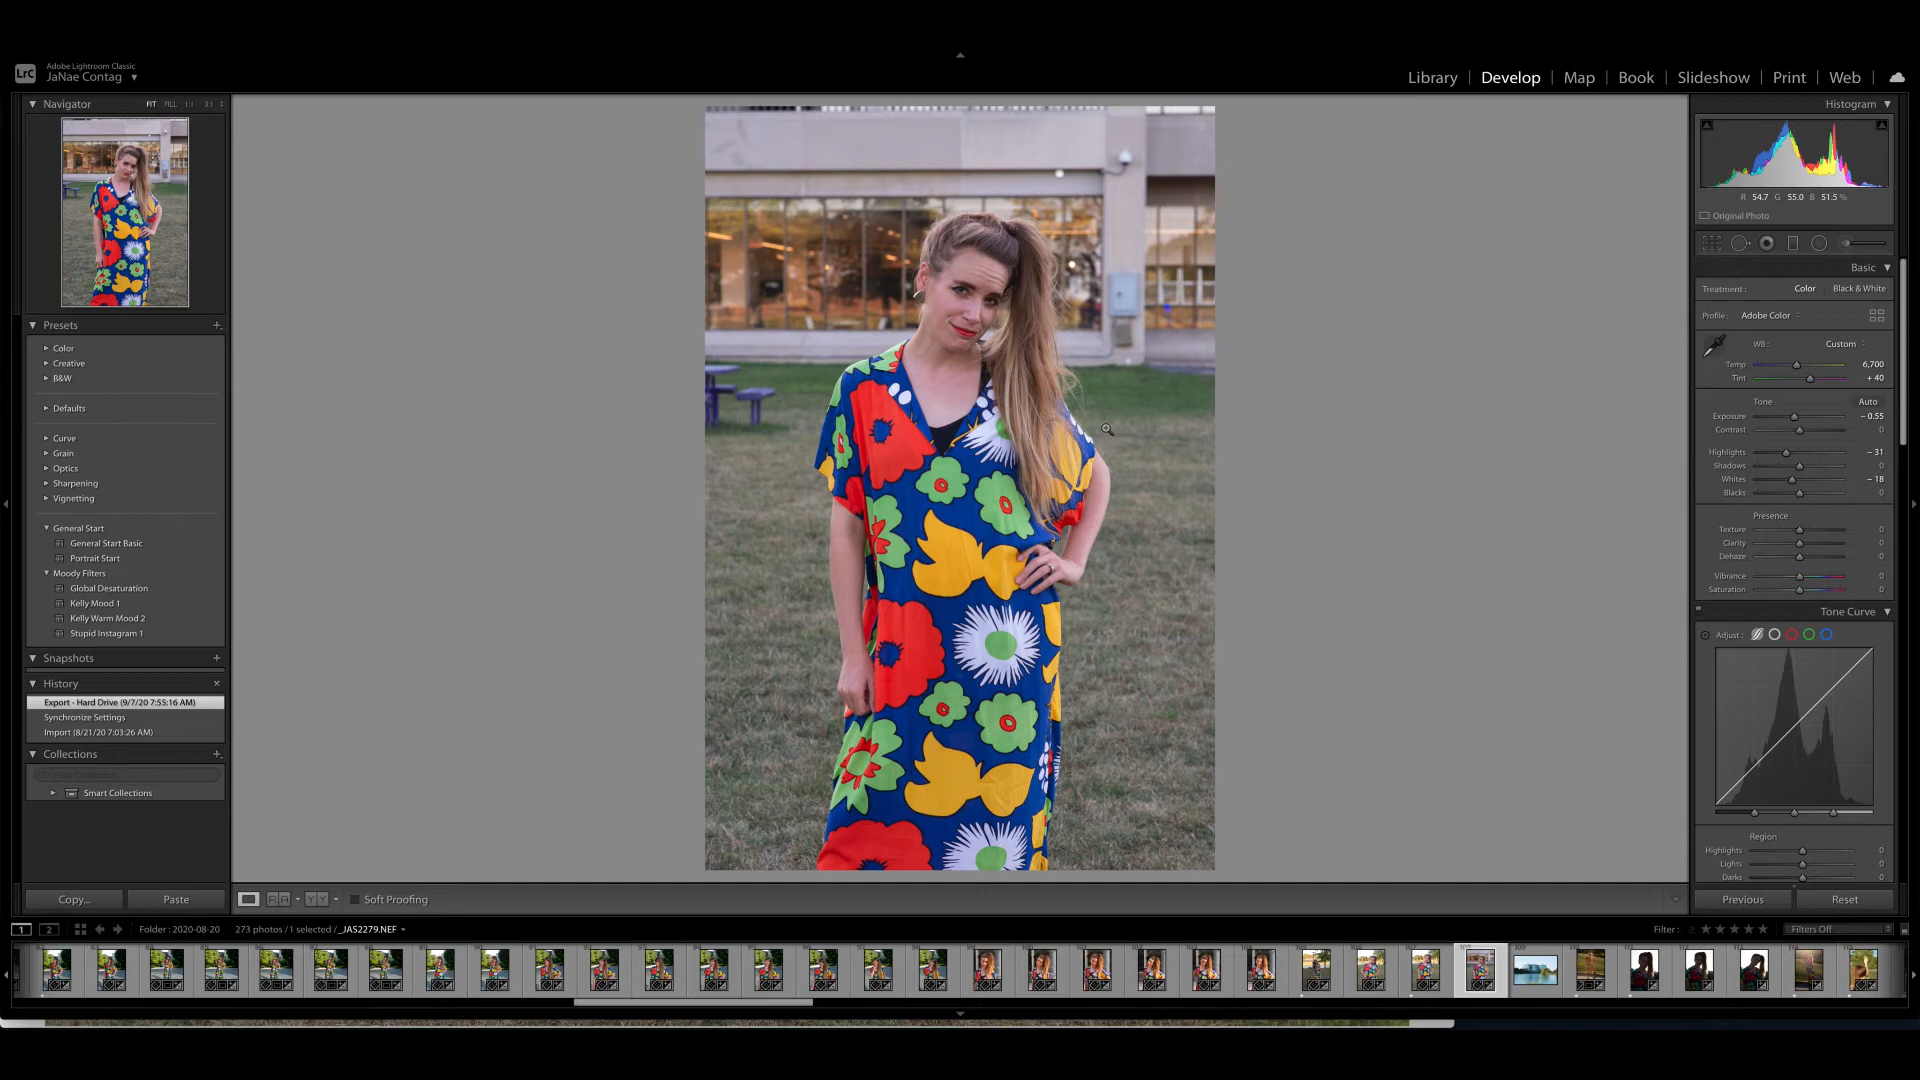 Adobe Lightroom Classic
LrC
JaNae Contag
Library
Develop
Map
Book
Slideshow
Print
Web
Navigator
FIT
FILL
1:1
3:1
Presets
Color
Creative
B&W
Defaults
Curve
Grain
Optics
Sharpening
Vignetting
General Start
General Start Basic
Portrait Start
Moody Filters
Global Desaturation
Kelly Mood 1
Kelly Warm Mood 2
Stupid Instagram 1
Snapshots
History
Export - Hard Drive (9/7/20 7:55:16 AM)
Synchronize Settings
Import (8/21/20 7:03:26 AM)
Collections
Smart Collections
Copy...
Paste
Soft Proofing
Histogram
R 54.7 G 55.0 B 51.5 %
Original Photo
Basic
Treatment : Color Black & White
Profile : Adobe Color
WB : Custom
Temp 6,700
Tint + 40
Tone Auto
Exposure - 0.55
Contrast 0
Highlights - 31
Shadows 0
Whites - 18
Blacks 0
Presence
Texture 0
Clarity 0
Dehaze 0
Vibrance 0
Saturation 0
Tone Curve
Adjust :
Region
Highlights 0
Lights 0
Darks 0
Previous
Reset
1 2
Folder : 2020-08-20 273 photos / 1 selected / _JAS2279.NEF
Filter :
Filters Off